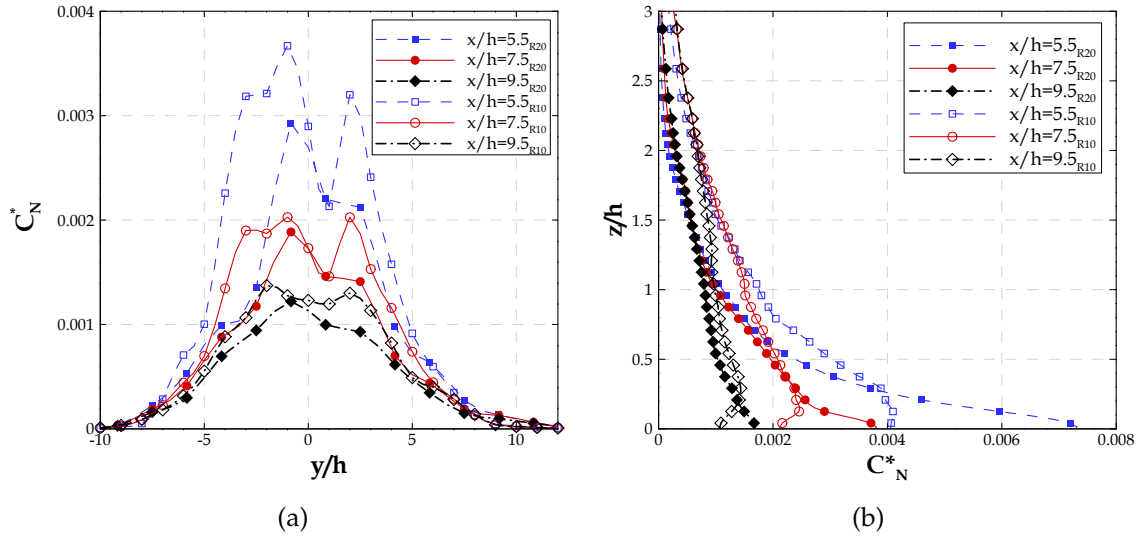 0.004
0.003
0.002
0.001
0
-10
-5
0
5
10
C*N
y/h
x/h=5.5R20
x/h=7.5R20
x/h=9.5R20
x/h=5.5R10
x/h=7.5R10
x/h=9.5R10
(a)
3
2.5
2
1.5
1
0.5
0
0
0.002
0.004
0.006
0.008
z/h
C*N
x/h=5.5R20
x/h=7.5R20
x/h=9.5R20
x/h=5.5R10
x/h=7.5R10
x/h=9.5R10
(b)